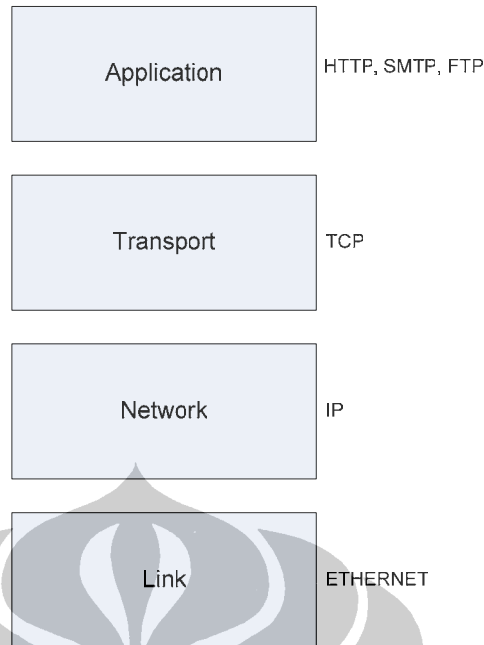 Application
HTTP, SMTP, FTP
Transport
TCP
Network
IP
Link
ETHERNET